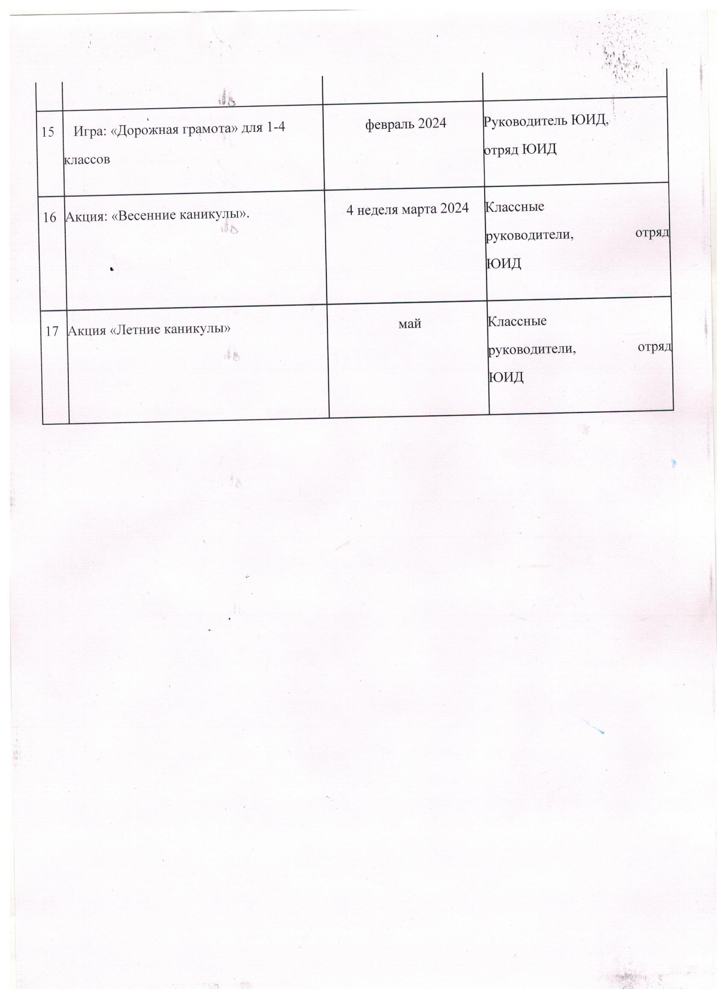 15 Игра: «Дорожная грамота» для 1-4 февраль 2024 Руководитель ЮИД,
классов отряд ЮИД
16 Акция: «Весенние каникулы». 4 неделя марта 2024 Классные
руководители, отряд
ЮИД
17 Акция «Летние каникулы» май Классные
руководители, отряд
ЮИД